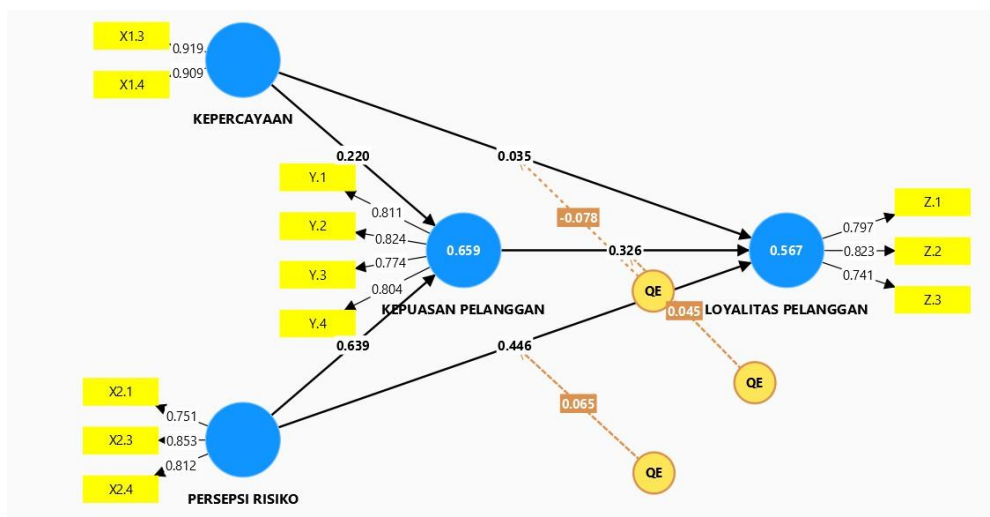 X1.3
0.919
X1.4
0.909
KEPERCAYAAN
0.220
0.035
Y.1
0.811
Y.2
0.824
Y.3
0.774
Y.4
0.804
0.659
KEPUASAN PELANGGAN
-0.078
0.326
0.567
LOYALITAS PELANGGAN
0.797
Z.1
0.823
Z.2
0.741
Z.3
QE
0.045
QE
0.639
0.446
0.065
QE
X2.1
0.751
X2.3
0.853
X2.4
0.812
PERSEPSI RISIKO